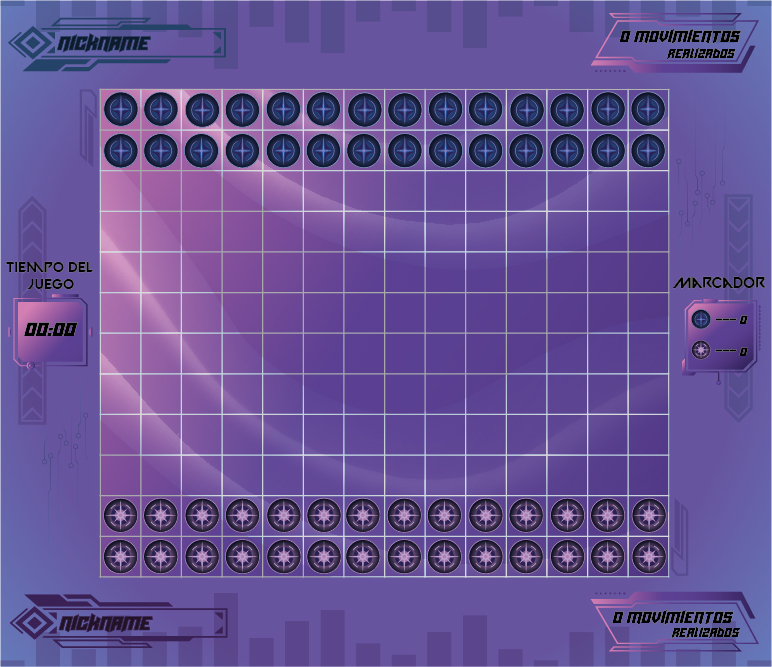 NICKNAME
0 MOVIMIENTOS
REALIZADOS
TIEMPO DEL
JUEGO
00:00
MARCADOR
--- 0
--- 0
NICKNAME
0 MOVIMIENTOS
REALIZADOS